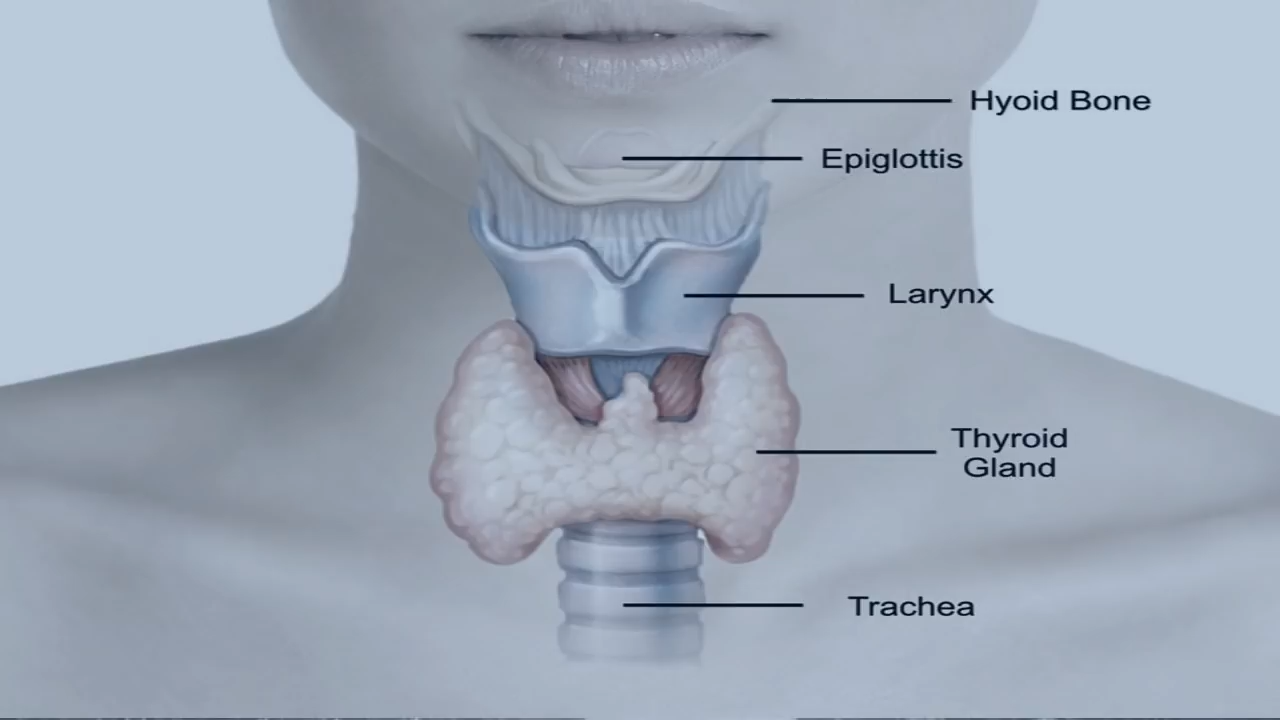 Hyoid Bone
Epiglottis
Larynx
Thyroid
Gland
Trachea